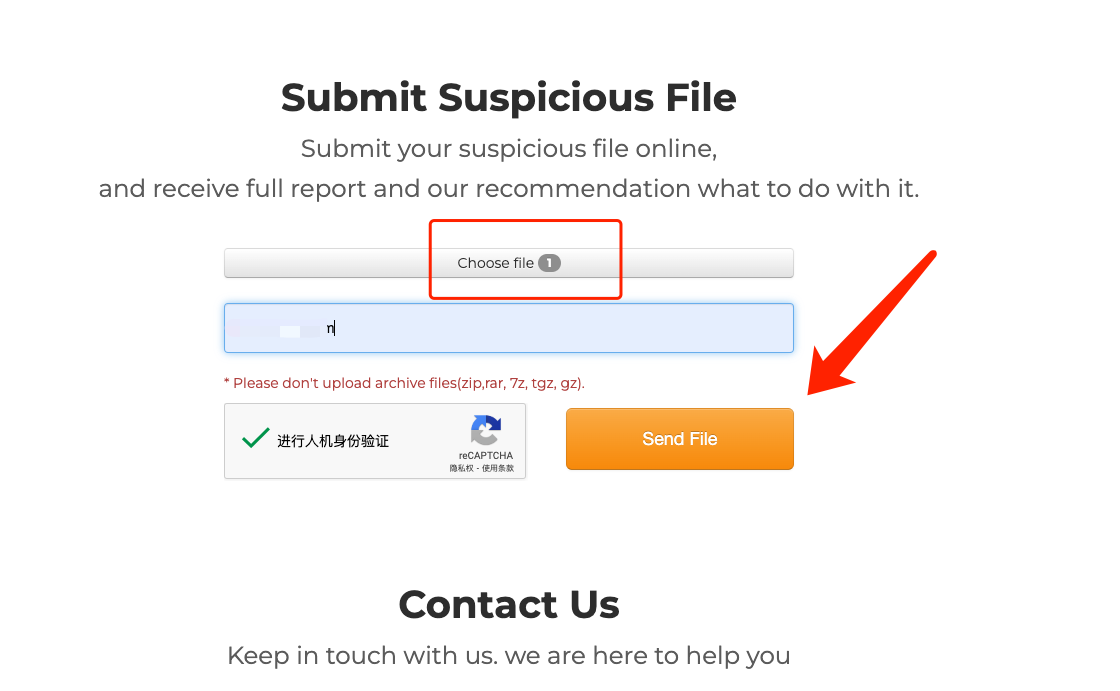 Submit Suspicious File
Submit your suspicious file online,
and receive full report and our recommendation what to do with it.
Choose file 1
n
* Please don't upload archive files(zip,rar, 7z, tgz, gz).
进行人机身份验证
reCAPTCHA
隐私权 - 使用条款
Send File
Contact Us
Keep in touch with us. we are here to help you